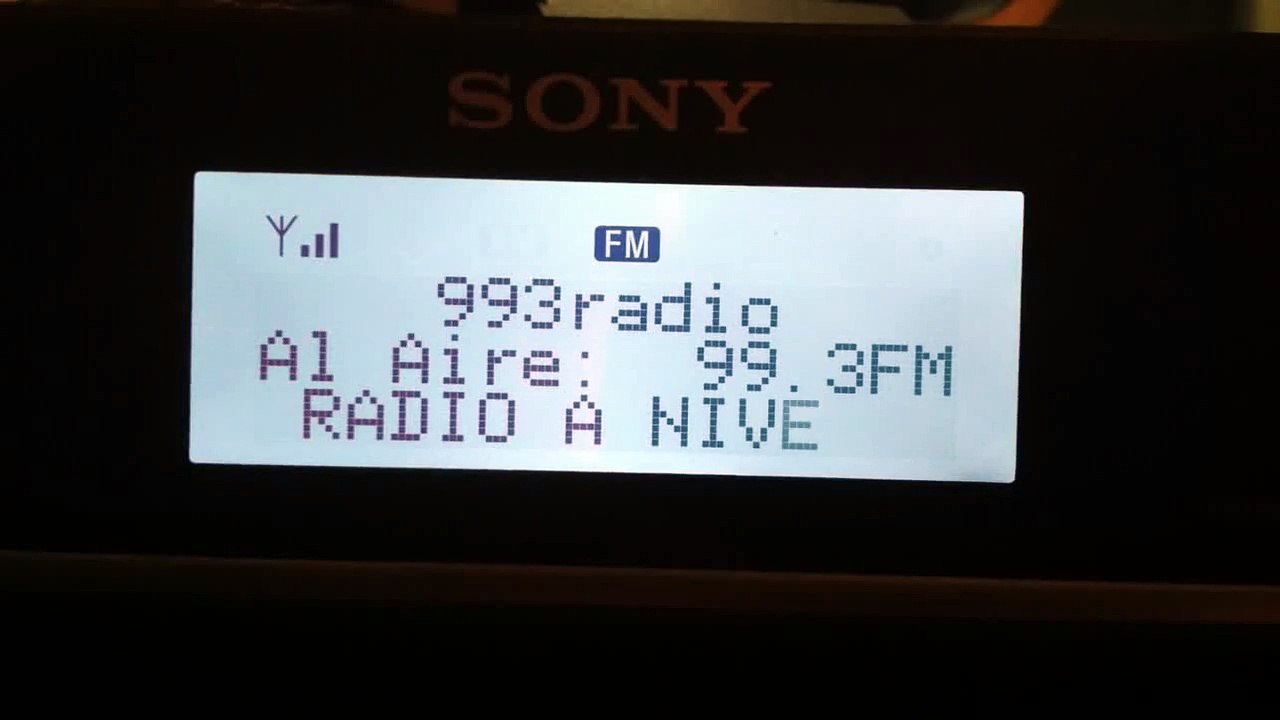 SONY
FM
993radio
Al Aire: 99.3FM
RADIO A NIVE